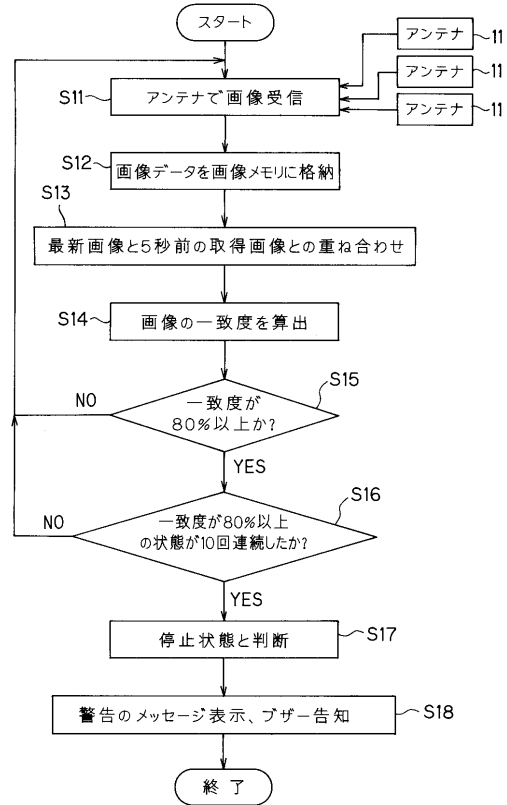 スタート
アンテナ 11
アンテナ 11
アンテナ 11
S11 アンテナで画像受信
S12 画像データを画像メモリに格納
S13
最新画像と5秒前の取得画像との重ね合わせ
S14 画像の一致度を算出
S15
一致度が
80%以上か?
NO
YES
S16
一致度が80%以上
の状態が10回連続したか?
NO
YES
停止状態と判断 S17
警告のメッセージ表示、ブザー告知 S18
終了